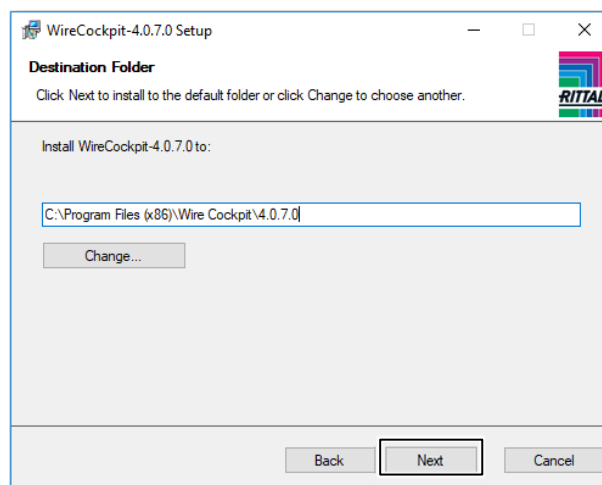 WireCockpit-4.0.7.0 Setup
Destination Folder
Click Next to install to the default folder or click Change to choose another.
RITTAL
Install WireCockpit-4.0.7.0 to:
C:\Program Files (x86)\Wire Cockpit\4.0.7.0
Change...
Back Next Cancel